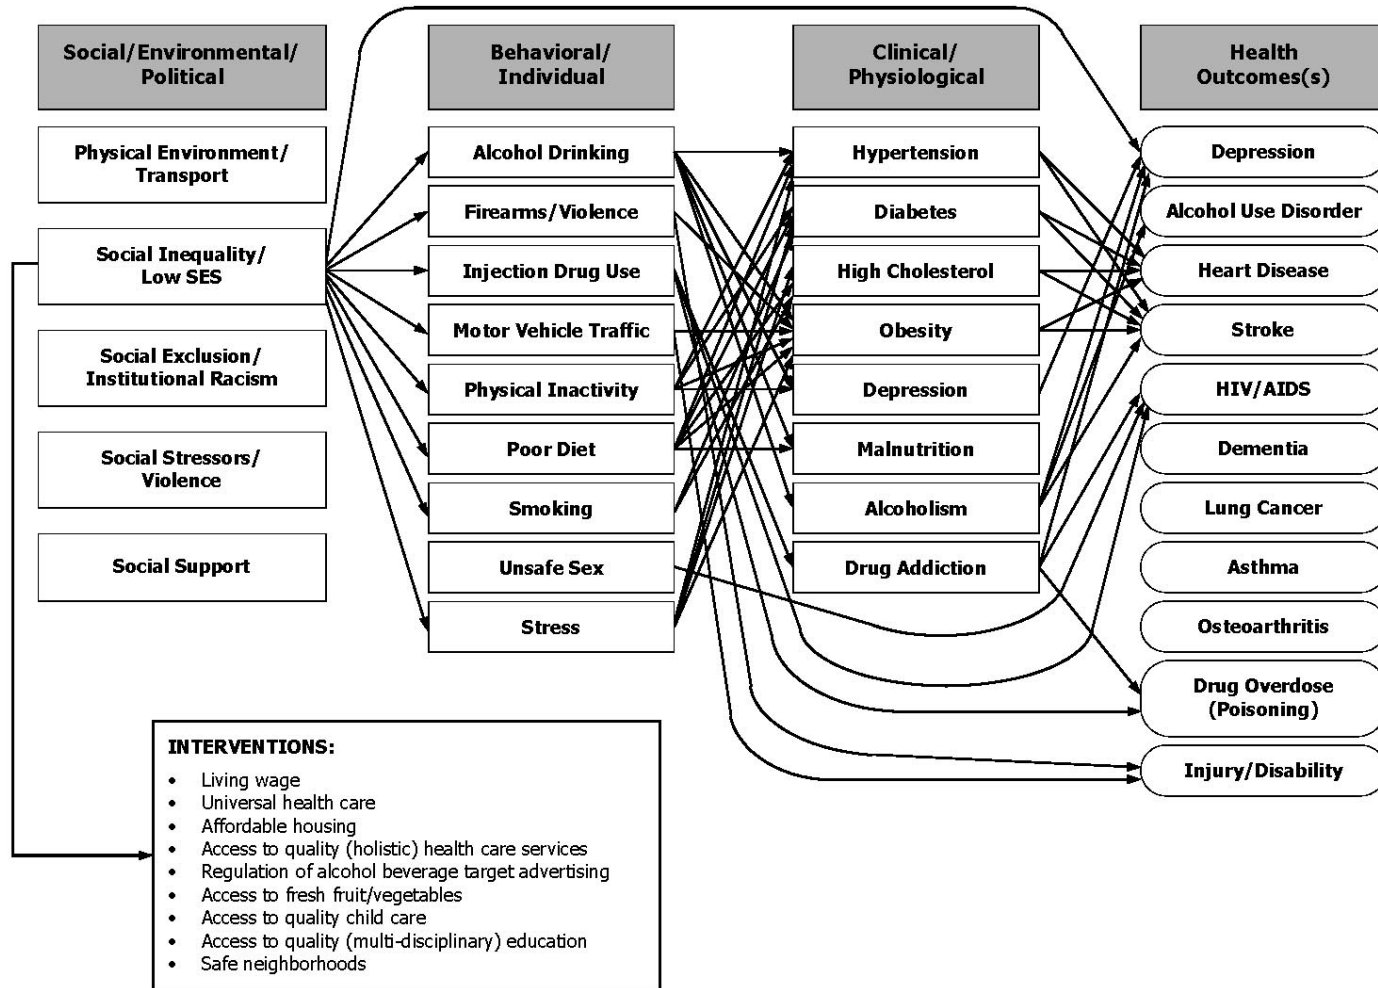 Social/Environmental/
Political
Behavioral/
Individual
Clinical/
Physiological
Health
Outcomes(s)
Physical Environment/
Transport
Social Inequality/
Low SES
Social Exclusion/
Institutional Racism
Social Stressors/
Violence
Social Support
Alcohol Drinking
Firearms/Violence
Injection Drug Use
Motor Vehicle Traffic
Physical Inactivity
Poor Diet
Smoking
Unsafe Sex
Stress
Hypertension
Diabetes
High Cholesterol
Obesity
Depression
Malnutrition
Alcoholism
Drug Addiction
Depression
Alcohol Use Disorder
Heart Disease
Stroke
HIV/AIDS
Dementia
Lung Cancer
Asthma
Osteoarthritis
Drug Overdose
(Poisoning)
Injury/Disability
INTERVENTIONS:
• Living wage
• Universal health care
• Affordable housing
• Access to quality (holistic) health care services
• Regulation of alcohol beverage target advertising
• Access to fresh fruit/vegetables
• Access to quality child care
• Access to quality (multi-disciplinary) education
• Safe neighborhoods